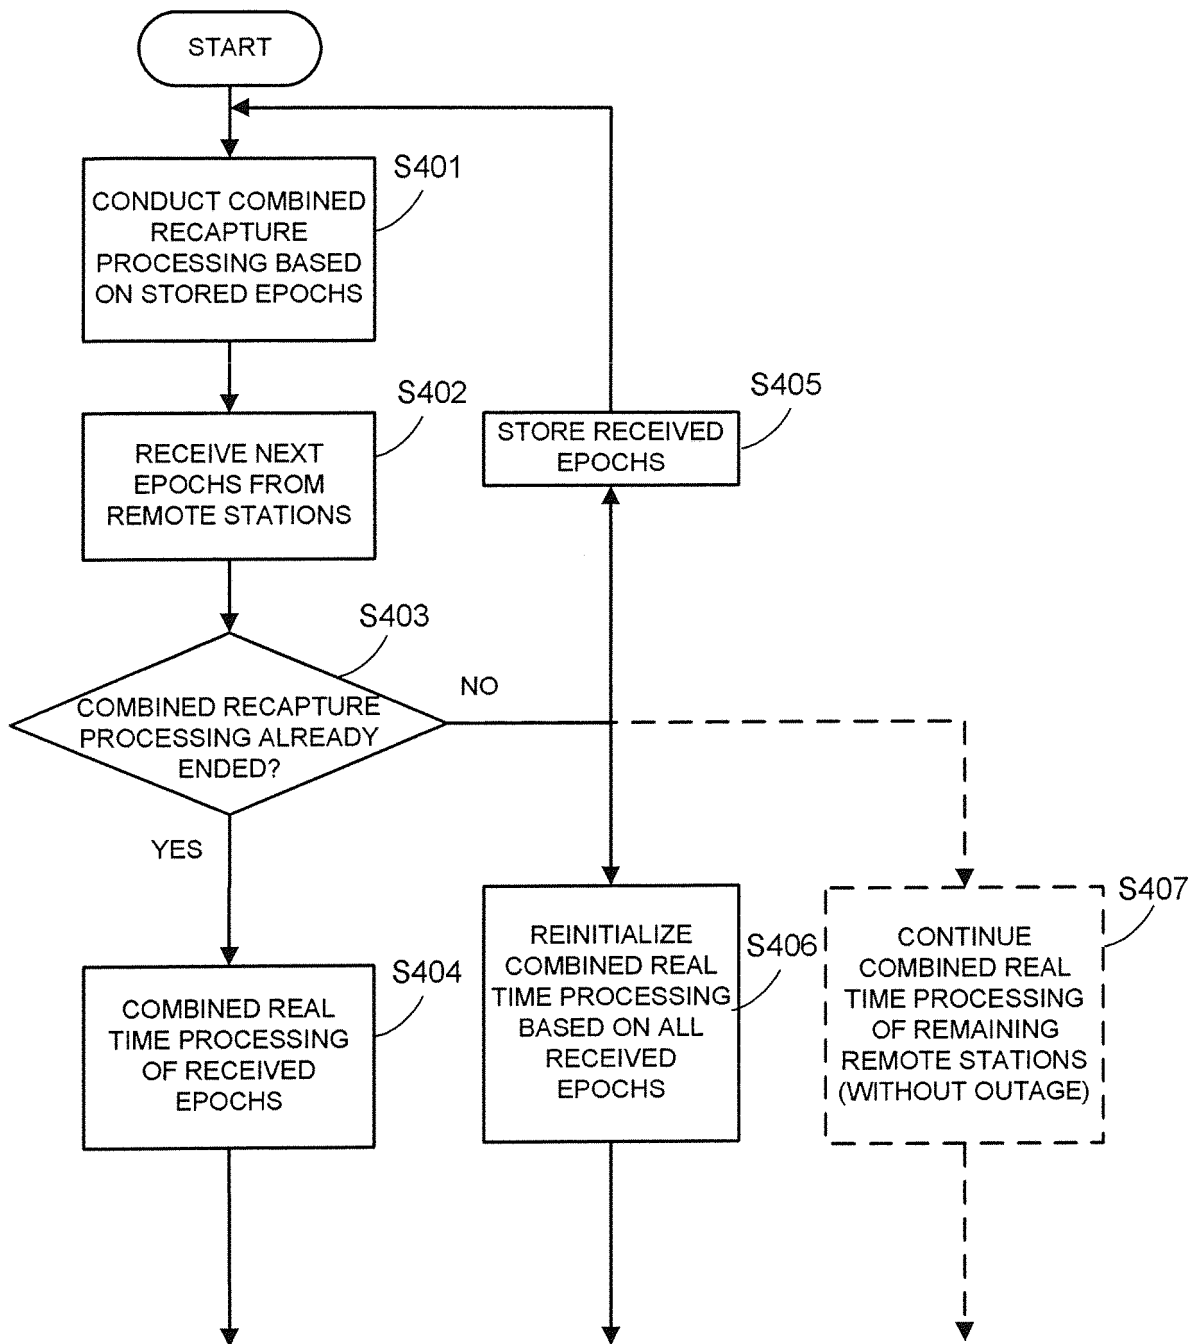 START
S401
CONDUCT COMBINED
RECAPTURE
PROCESSING BASED
ON STORED EPOCHS
S402
RECEIVE NEXT
EPOCHS FROM
REMOTE STATIONS
S405
STORE RECEIVED
EPOCHS
S403
COMBINED RECAPTURE
PROCESSING ALREADY
ENDED?
NO
YES
S404
COMBINED REAL
TIME PROCESSING
OF RECEIVED
EPOCHS
S406
REINITIALIZE
COMBINED REAL
TIME PROCESSING
BASED ON ALL
RECEIVED
EPOCHS
S407
CONTINUE
COMBINED REAL
TIME PROCESSING
OF REMAINING
REMOTE STATIONS
(WITHOUT OUTAGE)